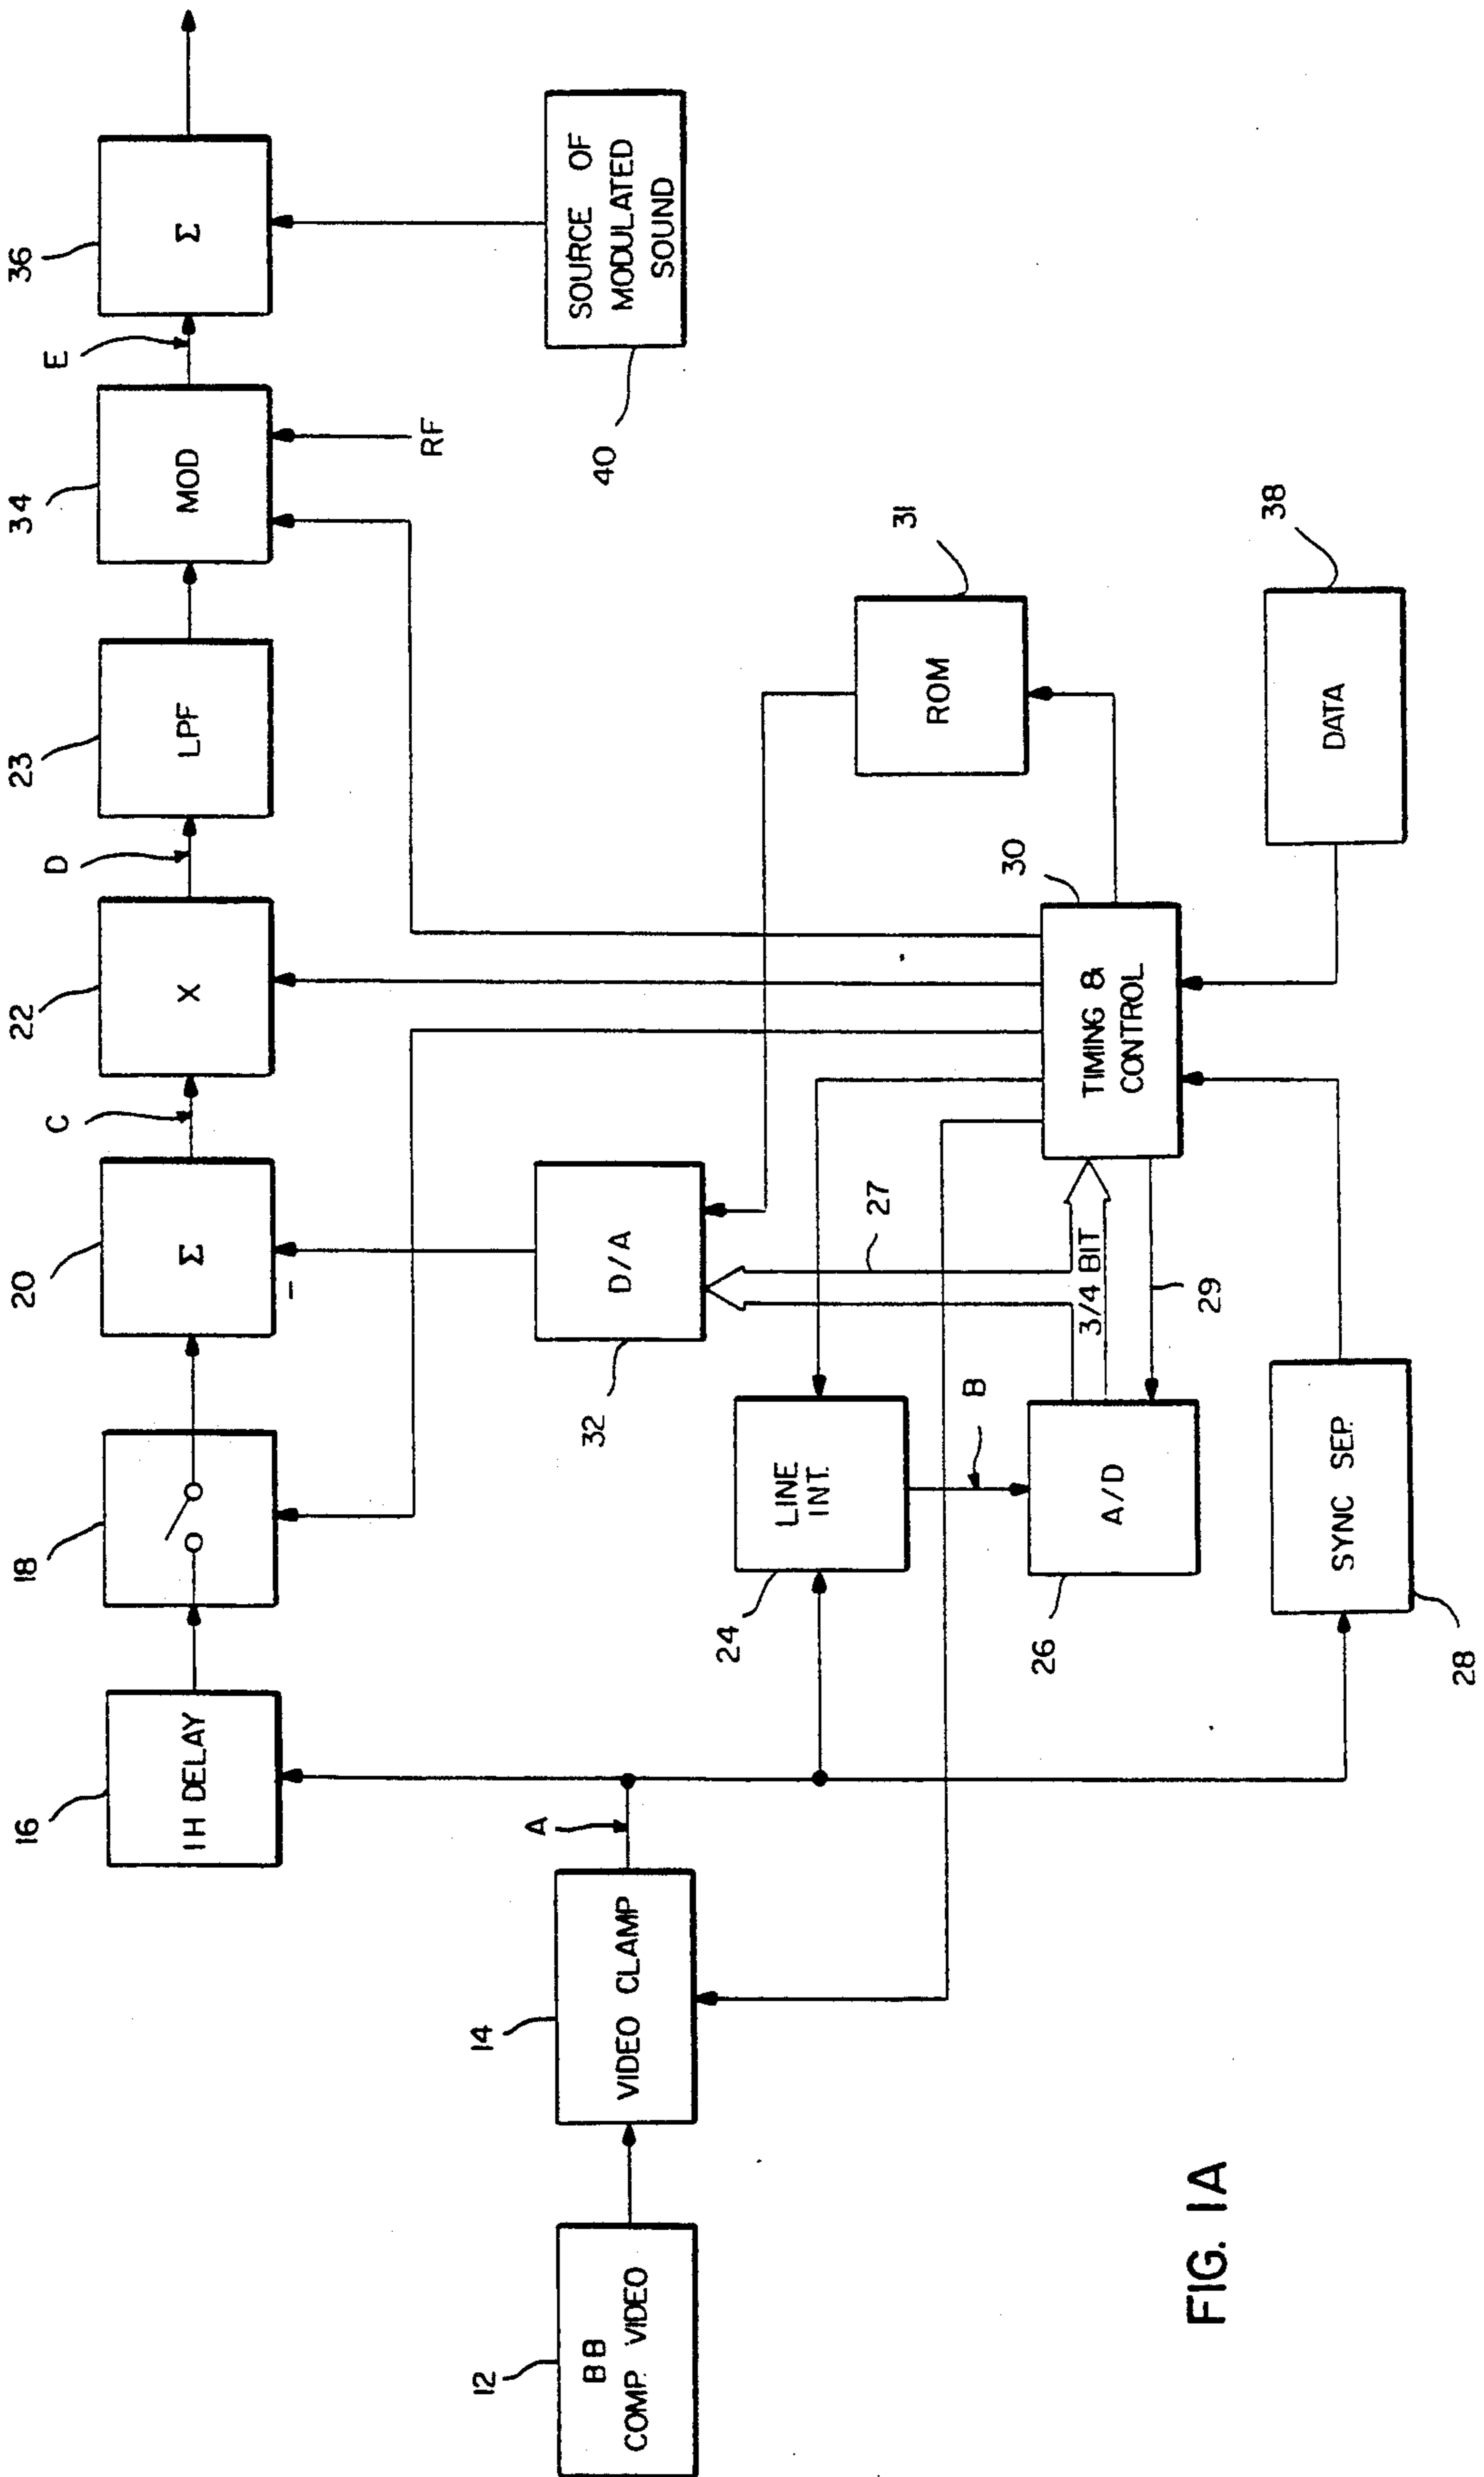 16
1H DELAY
18
20
Σ
–
C
22
X
D
23
LPF
34
MOD
RF
E
36
Σ
12
BB
COMP. VIDEO
14
VIDEO CLAMP
A
32
D/A
40
SOURCE OF
MODULATED
SOUND
24
LINE
INT.
B
27
31
ROM
26
A/D
3/4 BIT
29
30
TIMING &
CONTROL
28
SYNC SEP.
38
DATA
FIG. 1A